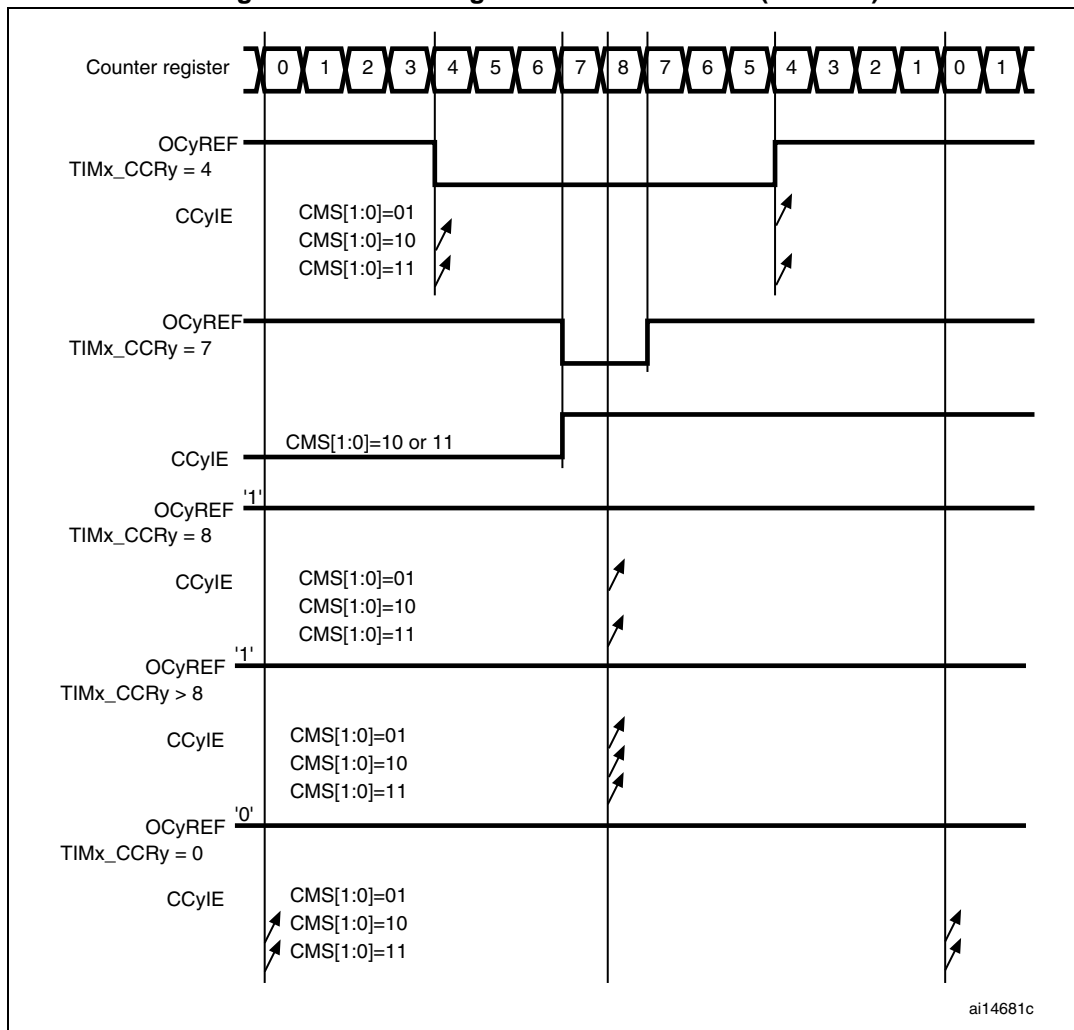 Counter register 0 1 2 3 4 5 6 7 8 7 6 5 4 3 2 1 0 1
OCyREF
TIMx_CCRy = 4
CCyIE CMS[1:0]=01
CMS[1:0]=10
CMS[1:0]=11
OCyREF
TIMx_CCRy = 7
CMS[1:0]=10 or 11
CCyIE
'1'
OCyREF
TIMx_CCRy = 8
CCyIE CMS[1:0]=01
CMS[1:0]=10
CMS[1:0]=11
'1'
OCyREF
TIMx_CCRy > 8
CCyIE CMS[1:0]=01
CMS[1:0]=10
CMS[1:0]=11
'0'
OCyREF
TIMx_CCRy = 0
CCyIE CMS[1:0]=01
CMS[1:0]=10
CMS[1:0]=11
ai14681c